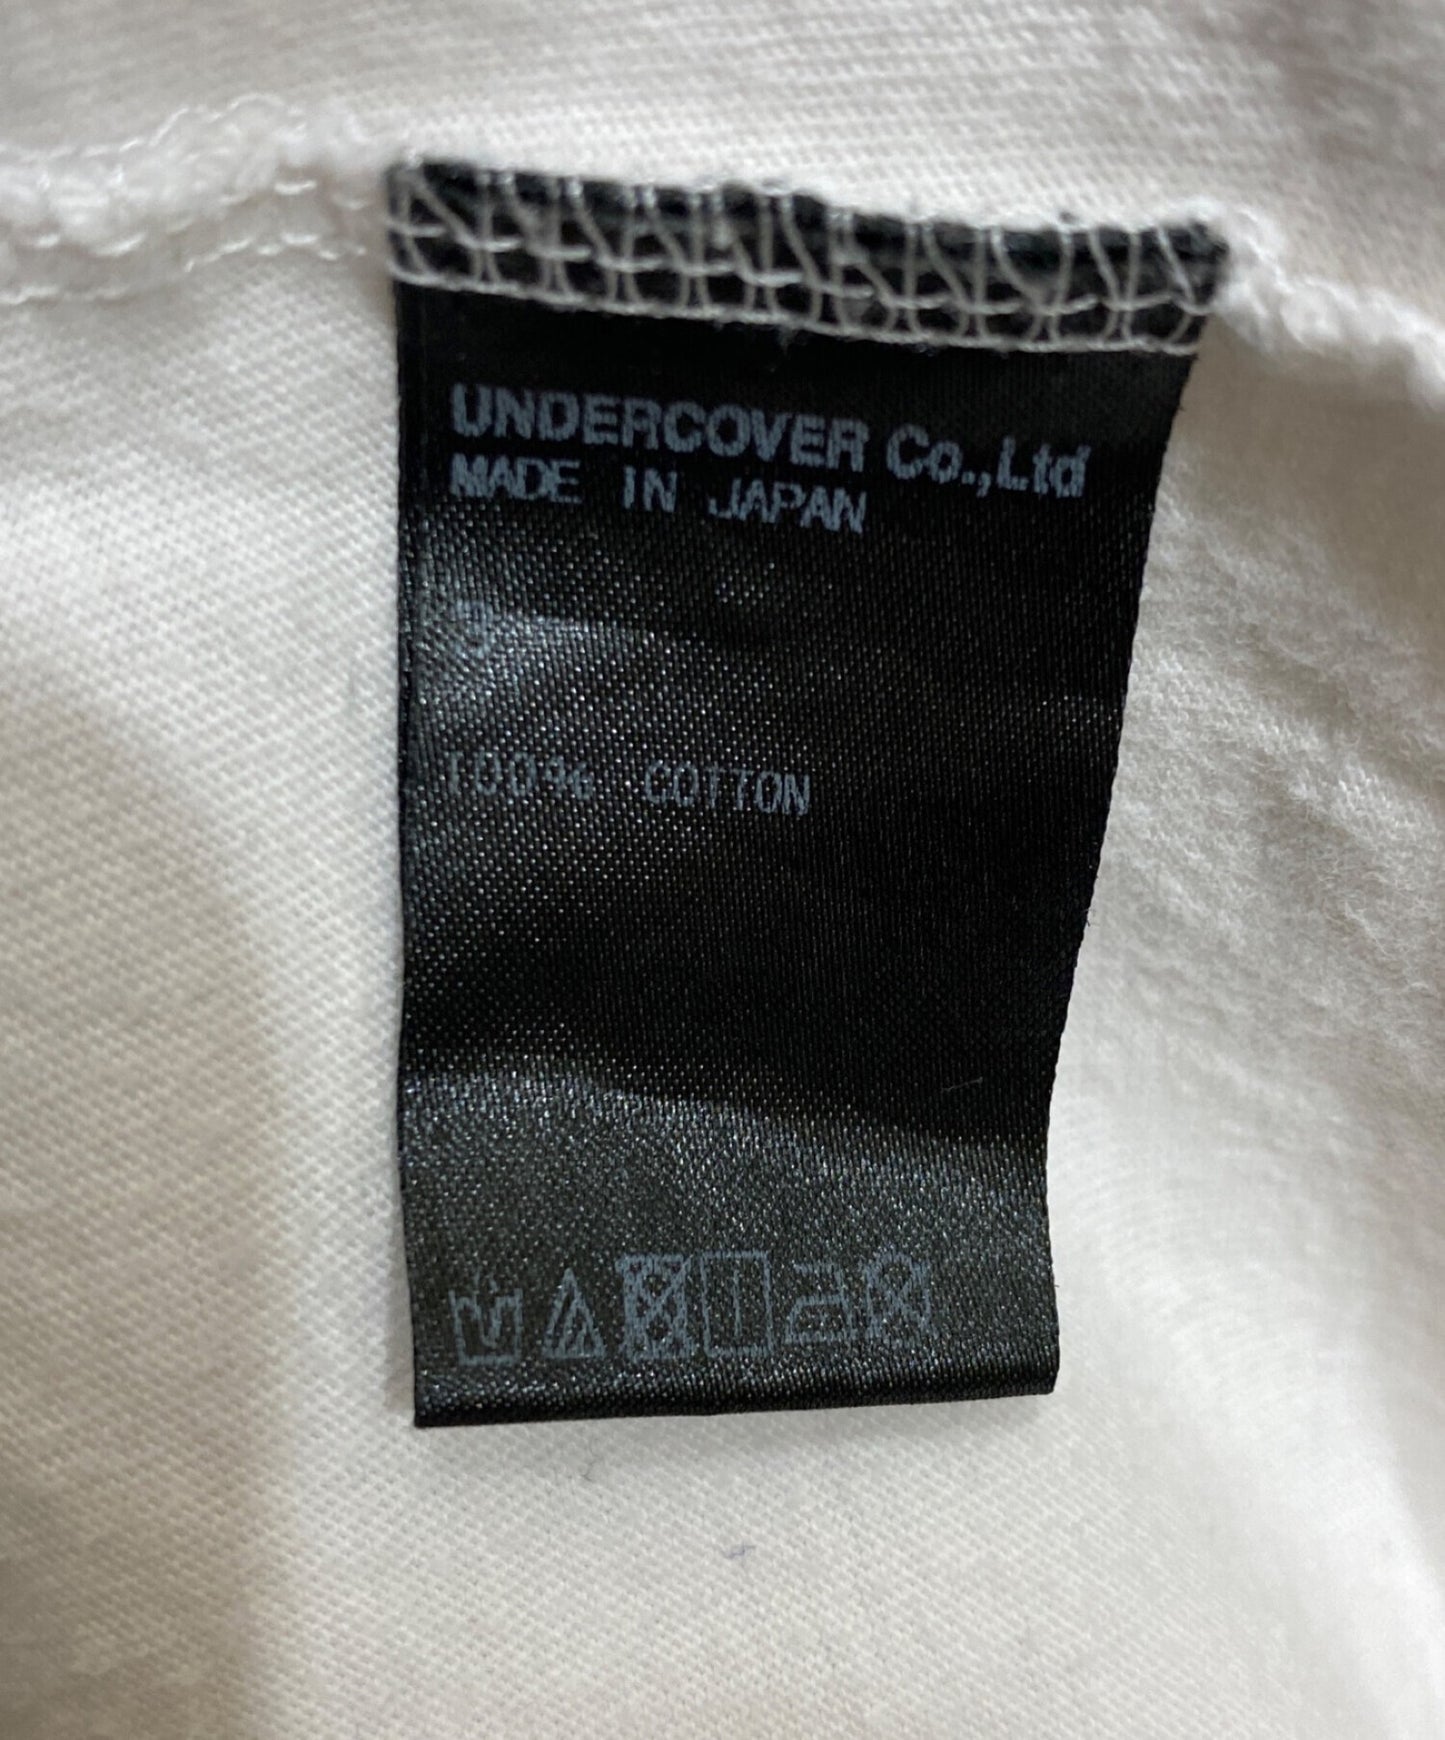 UNDERCOVER Co.,Ltd
MADE IN JAPAN
100% COTTON